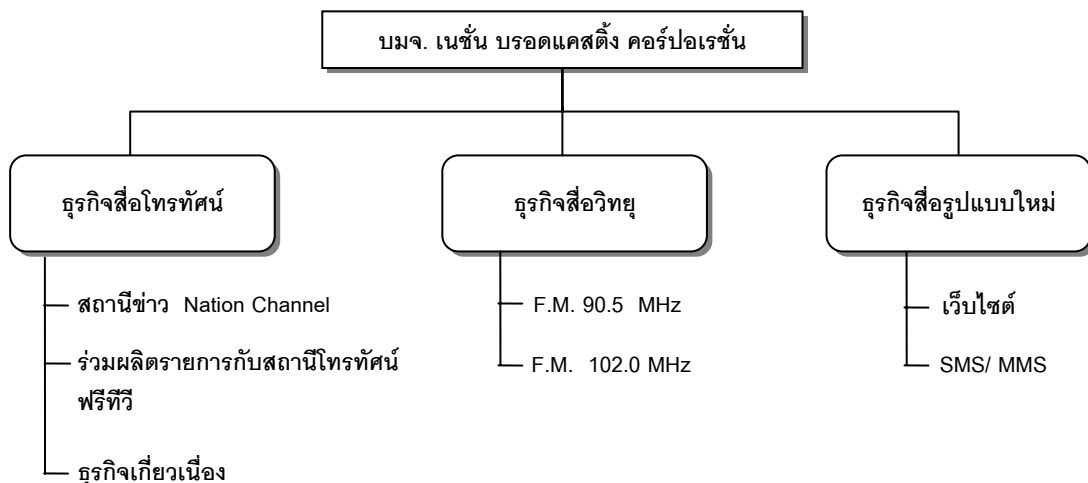 บมจ. เนชั่น บรอดแคสติ้ง คอร์ปอเรชั่น
ธุรกิจสื่อโทรทัศน์
ธุรกิจสื่อวิทยุ
ธุรกิจสื่อรูปแบบใหม่
สถานีข่าว Nation Channel
ร่วมผลิตรายการกับสถานีโทรทัศน์
ฟรีทีวี
ธุรกิจเกี่ยวเนื่อง
F.M. 90.5 MHz
F.M. 102.0 MHz
เว็บไซต์
SMS/ MMS